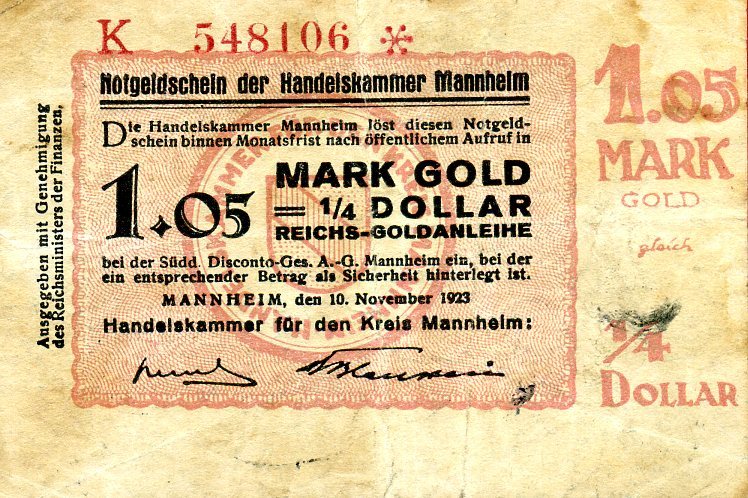 K 548106 *
Notgeldschein der Handelskammer Mannheim
Die Handelskammer Mannheim löst diesen Notgeld-
schein binnen Monatsfrist nach öffentlichem Aufruf in
1.05 MARK GOLD
= 1/4 DOLLAR
REICHS-GOLDANLEIHE
bei der Südd. Disconto-Ges. A.-G. Mannheim ein, bei der
ein entsprechender Betrag als Sicherheit hinterlegt ist.
MANNHEIM, den 10. November 1923
Handelskammer für den Kreis Mannheim:
Ausgegeben mit Genehmigung
des Reichsministers der Finanzen.
1.05
MARK
GOLD
gleich
1/4
DOLLAR